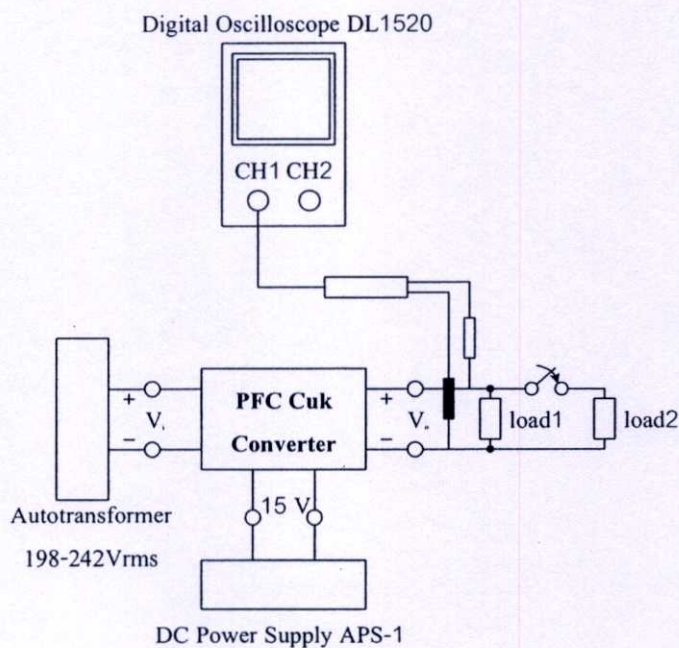 Digital Oscilloscope DL1520
CH1 CH2
+ V. +
PFC Cuk
Converter
+ V.
load1
load2
− −
15 V
Autotransformer
198-242Vrms
DC Power Supply APS-1